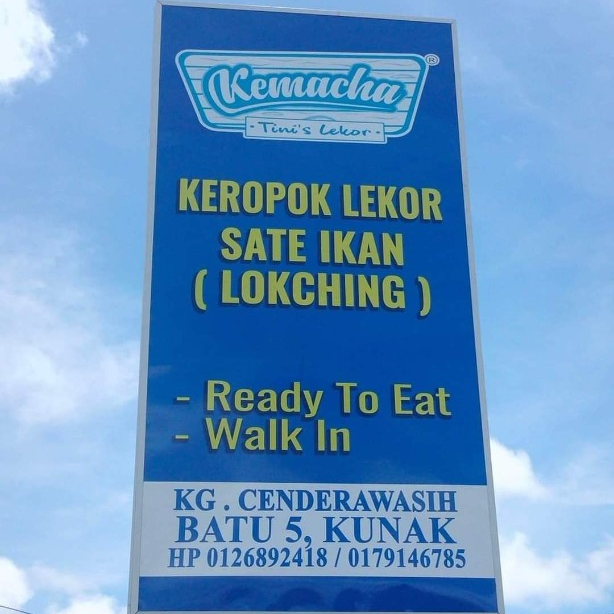 Kemacha ®
• Tini's Lekor •
KEROPOK LEKOR
SATE IKAN
( LOKCHING )
- Ready To Eat
- Walk In
KG . CENDERAWASIH
BATU 5, KUNAK
HP 0126892418 / 0179146785